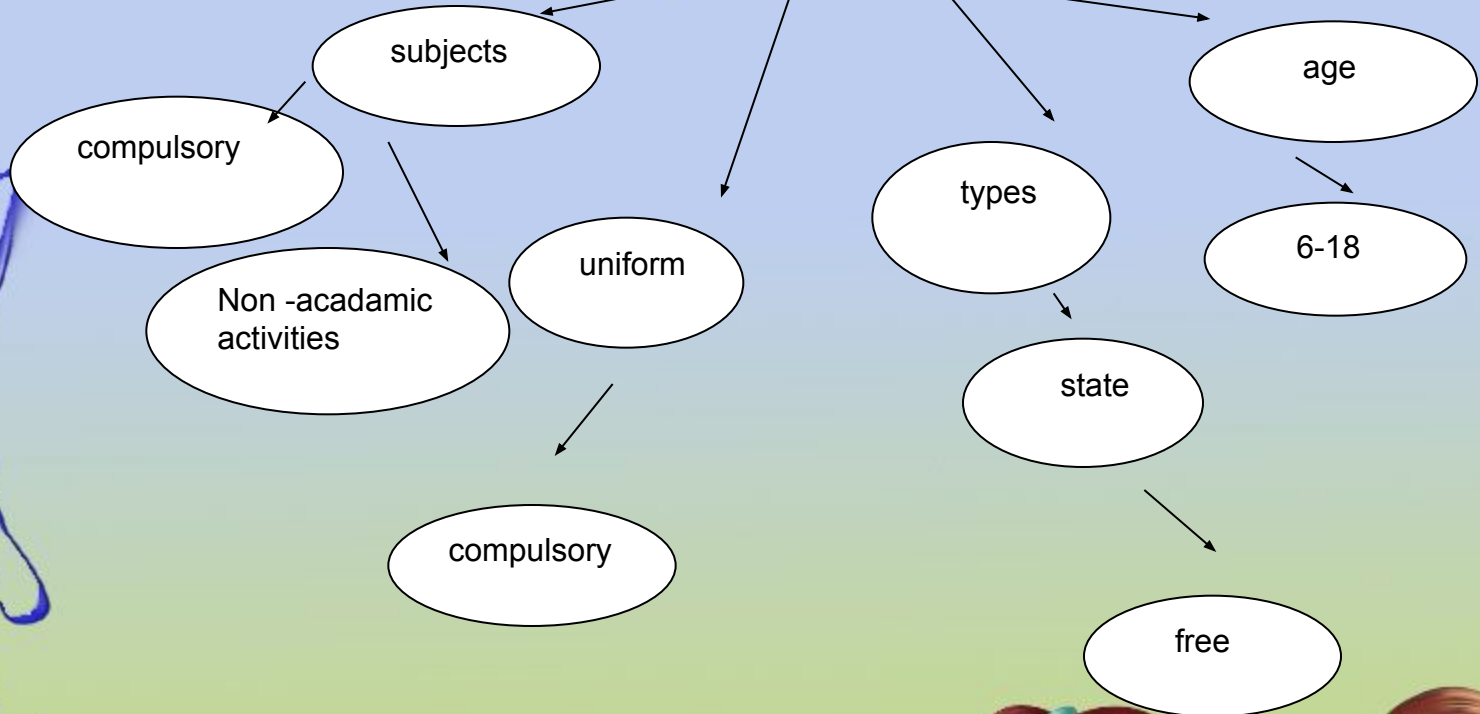 subjects
age
compulsory
types
uniform
6-18
Non -acadamic
activities
state
compulsory
free